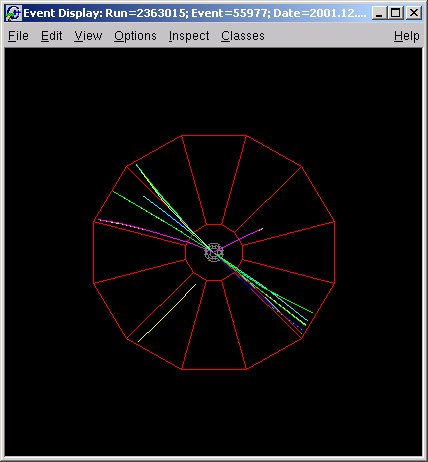 Event Display: Run=2363015; Event=55977; Date=2001.12....
File Edit View Options Inspect Classes Help